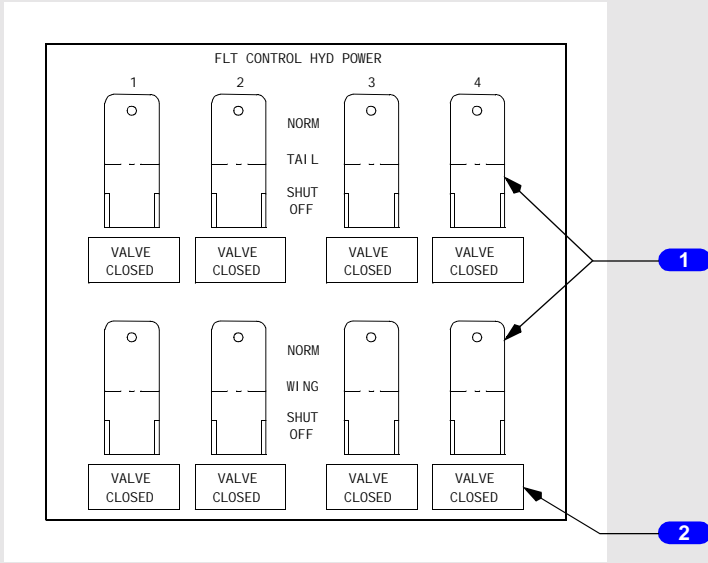 FLT CONTROL HYD POWER
1 2 3 4
NORM
TAIL
SHUT
OFF
VALVE VALVE VALVE VALVE
CLOSED CLOSED CLOSED CLOSED
1
NORM
WING
SHUT
OFF
VALVE VALVE VALVE VALVE
CLOSED CLOSED CLOSED CLOSED
2